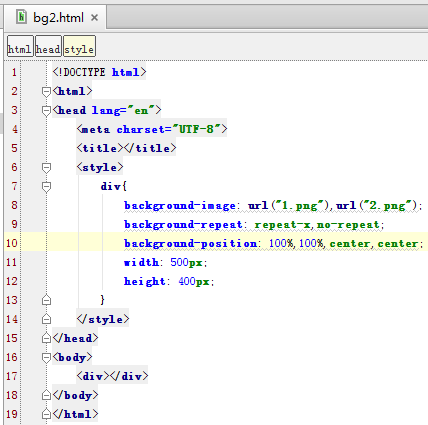 bg2.html ×
html head style
1 <!DOCTYPE html>
2 <html>
3 <head lang="en">
4 <meta charset="UTF-8">
5 <title></title>
6 <style>
7 div{
8 background-image: url("1.png"),url("2.png");
9 background-repeat: repeat-x,no-repeat;
10 background-position: 100%,100%,center,center;
11 width: 500px;
12 height: 400px;
13 }
14 </style>
15 </head>
16 <body>
17 <div></div>
18 </body>
19 </html>